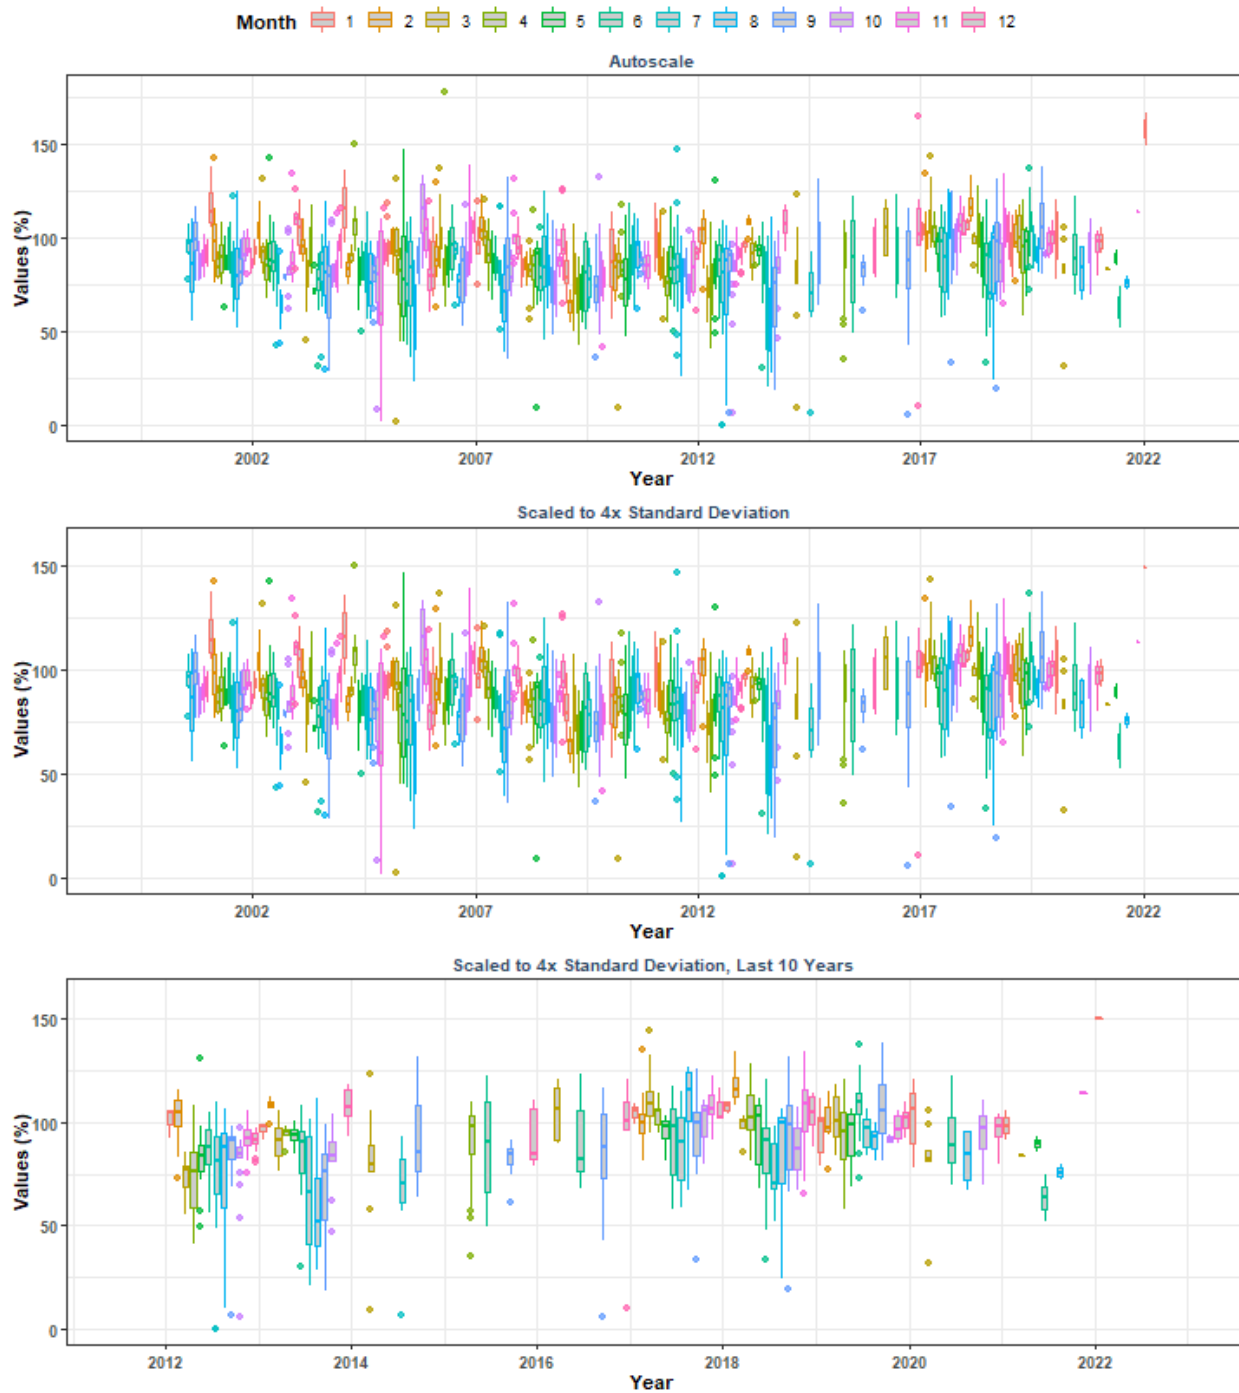 Month 1 2 3 4 5 6 7 8 9 10 11 12
Autoscale
Values (%)
150
100
50
0
2002 2007 2012 2017 2022
Year
Scaled to 4x Standard Deviation
Values (%)
150
100
50
0
2002 2007 2012 2017 2022
Year
Scaled to 4x Standard Deviation, Last 10 Years
Values (%)
150
100
50
0
2012 2014 2016 2018 2020 2022
Year